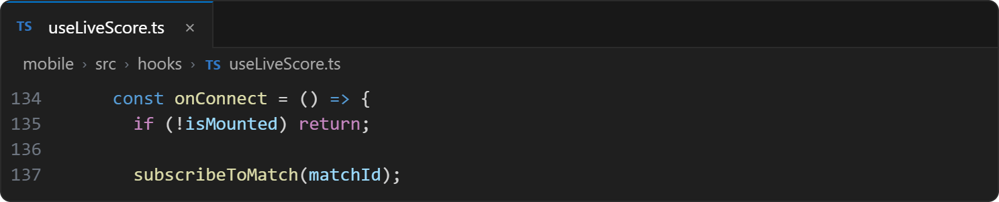 TS useLiveScore.ts ×
mobile › src › hooks › TS useLiveScore.ts
134 const onConnect = () => {
135 if (!isMounted) return;
136
137 subscribeToMatch(matchId);